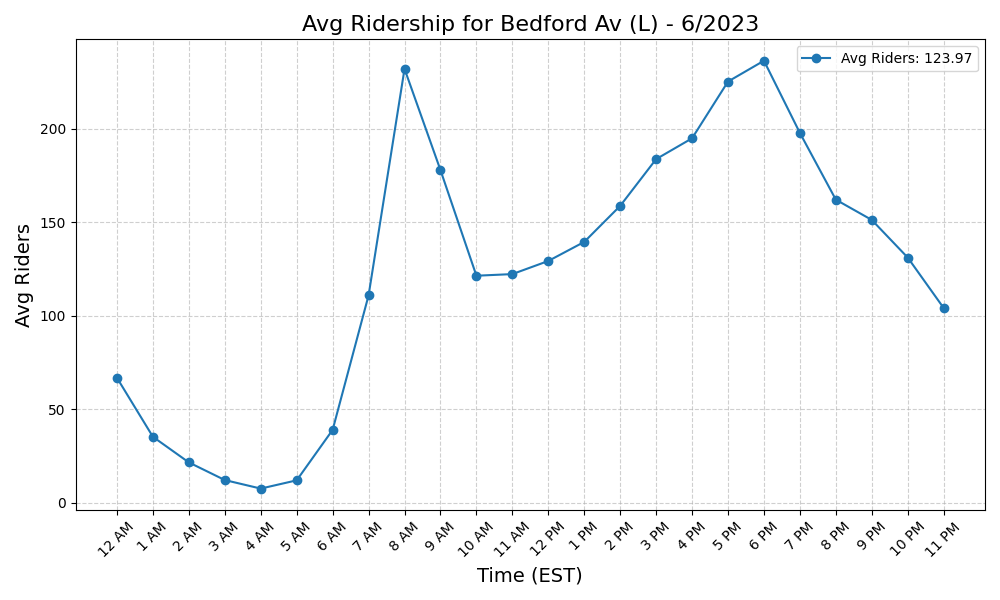 Avg Ridership for Bedford Av (L) - 6/2023
Avg Riders: 123.97
Avg Riders
200
150
100
50
0
12 AM
1 AM
2 AM
3 AM
4 AM
5 AM
6 AM
7 AM
8 AM
9 AM
10 AM
11 AM
12 PM
1 PM
2 PM
3 PM
4 PM
5 PM
6 PM
7 PM
8 PM
9 PM
10 PM
11 PM
Time (EST)